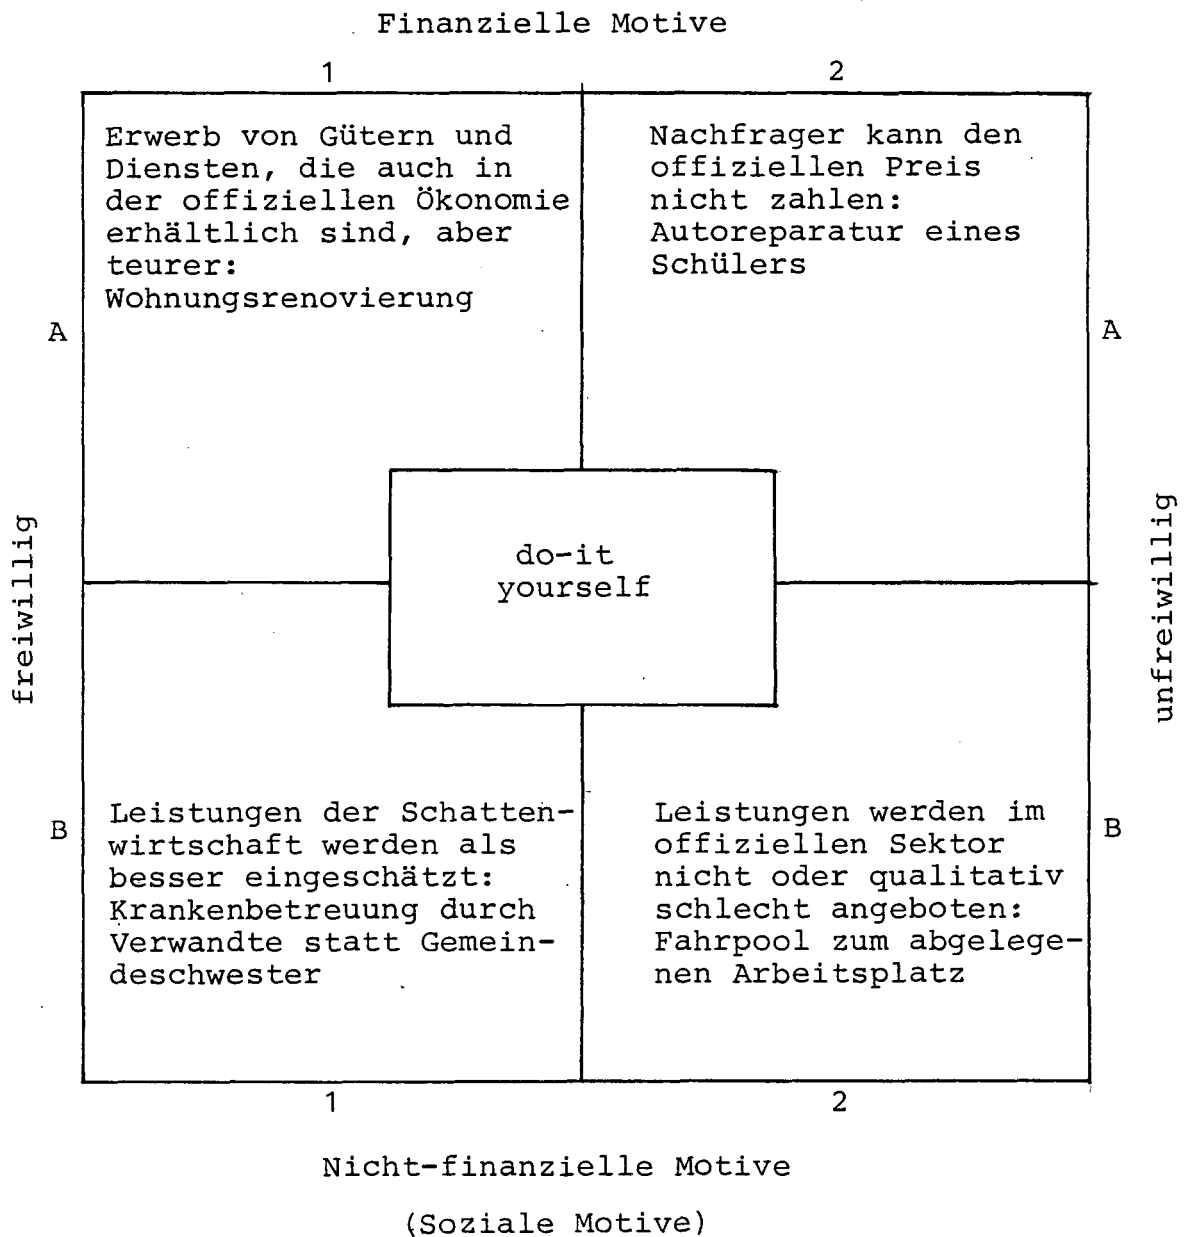 Finanzielle Motive
1
2
Erwerb von Gütern und
Diensten, die auch in
der offiziellen Ökonomie
erhältlich sind, aber
teurer:
Wohnungsrenovierung
Nachfrager kann den
offiziellen Preis
nicht zahlen:
Autoreparatur eines
Schülers
A
A
freiwillig
do-it
yourself
unfreiwillig
B
Leistungen der Schatten-
wirtschaft werden als
besser eingeschätzt:
Krankenbetreuung durch
Verwandte statt Gemein-
deschwester
Leistungen werden im
offiziellen Sektor
nicht oder qualitativ
schlecht angeboten:
Fahrpool zum abgelege-
nen Arbeitsplatz
B
1
2
Nicht-finanzielle Motive
(Soziale Motive)